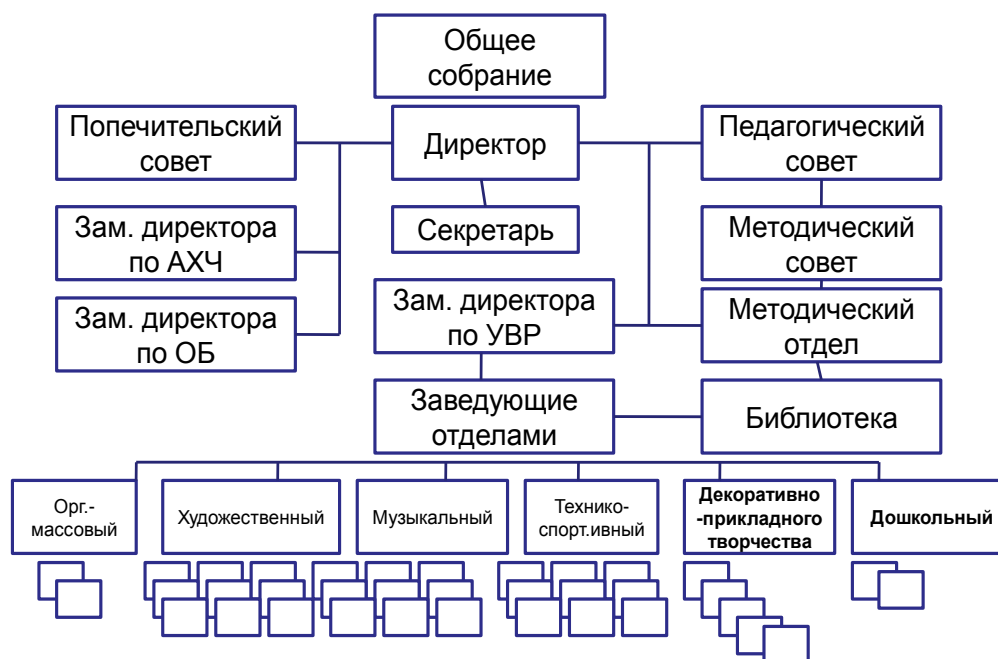 Общее
собрание
Попечительский
совет
Директор
Педагогический
совет
Зам. директора
по АХЧ
Секретарь
Методический
совет
Зам. директора
по ОБ
Зам. директора
по УВР
Методический
отдел
Заведующие
отделами
Библиотека
Орг.-
массовый
Художественный
Музыкальный
Технико-
спорт.ивный
Декоративно
-прикладного
творчества
Дошкольный